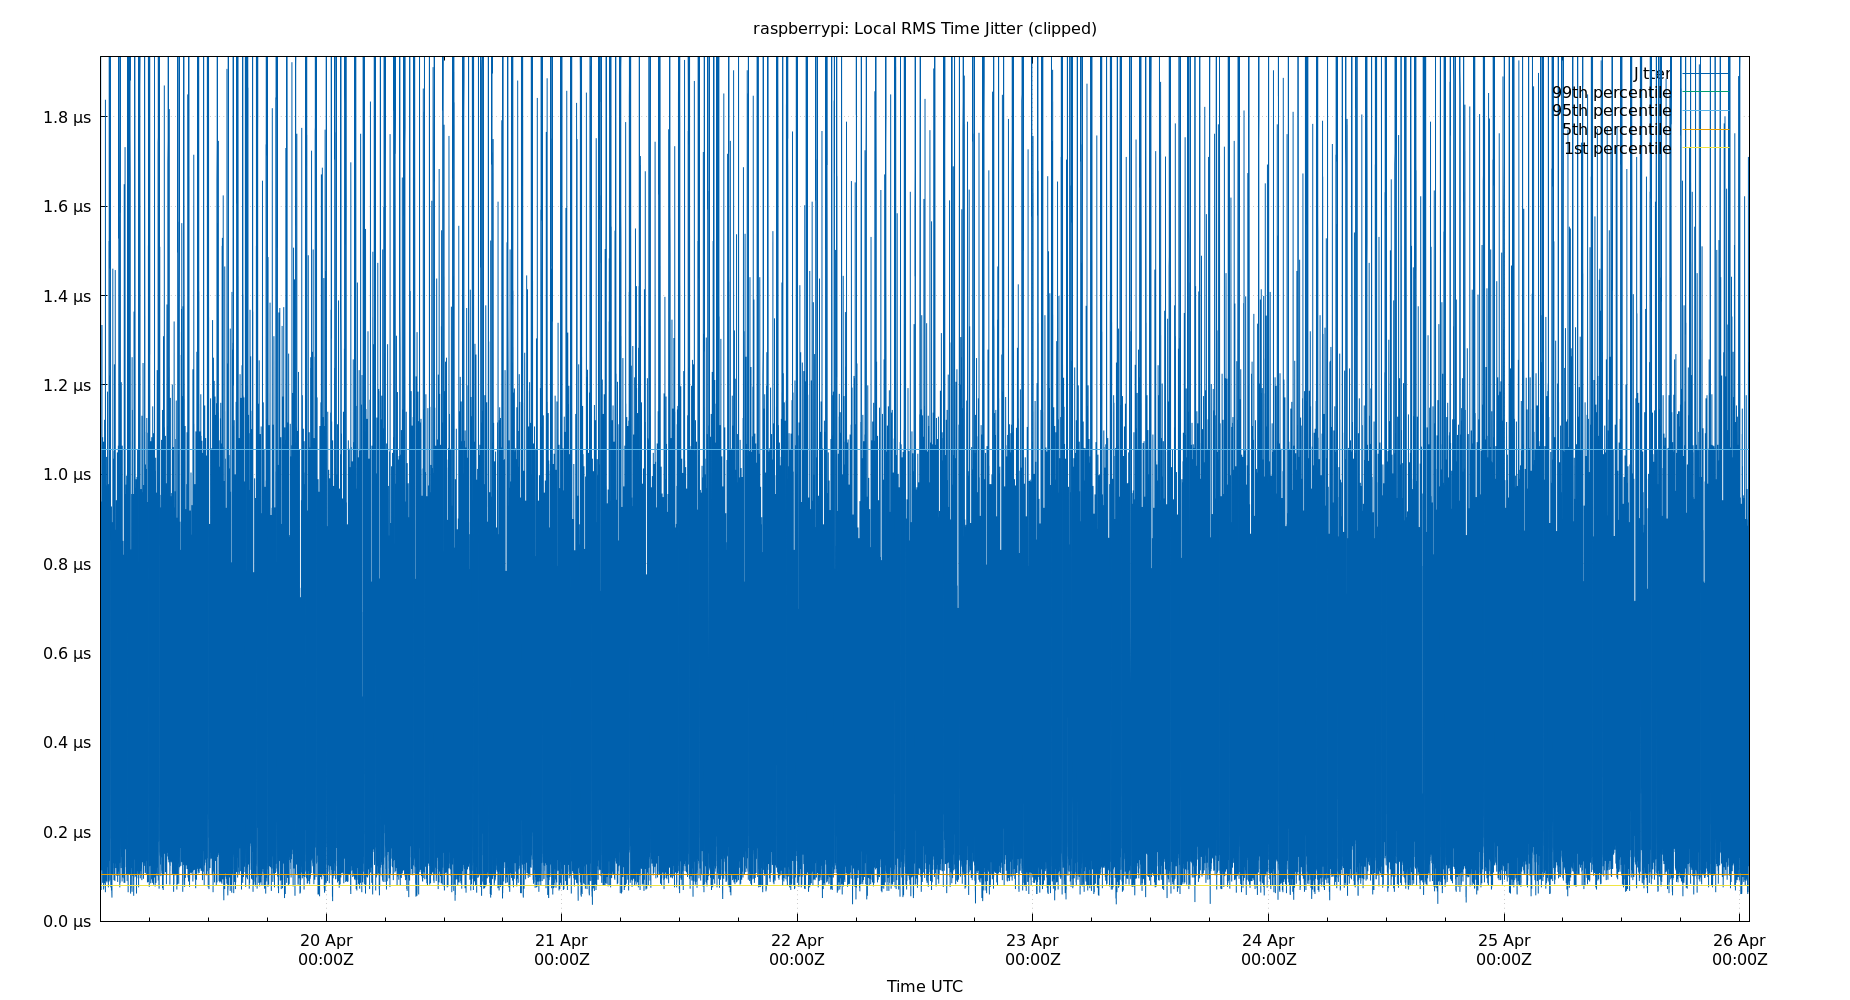 raspberrypi: Local RMS Time Jitter (clipped)
Jitter
99th percentile
95th percentile
5th percentile
1st percentile
1.8 µs
1.6 µs
1.4 µs
1.2 µs
1.0 µs
0.8 µs
0.6 µs
0.4 µs
0.2 µs
0.0 µs
20 Apr 21 Apr 22 Apr 23 Apr 24 Apr 25 Apr 26 Apr
00:00Z 00:00Z 00:00Z 00:00Z 00:00Z 00:00Z 00:00Z
Time UTC